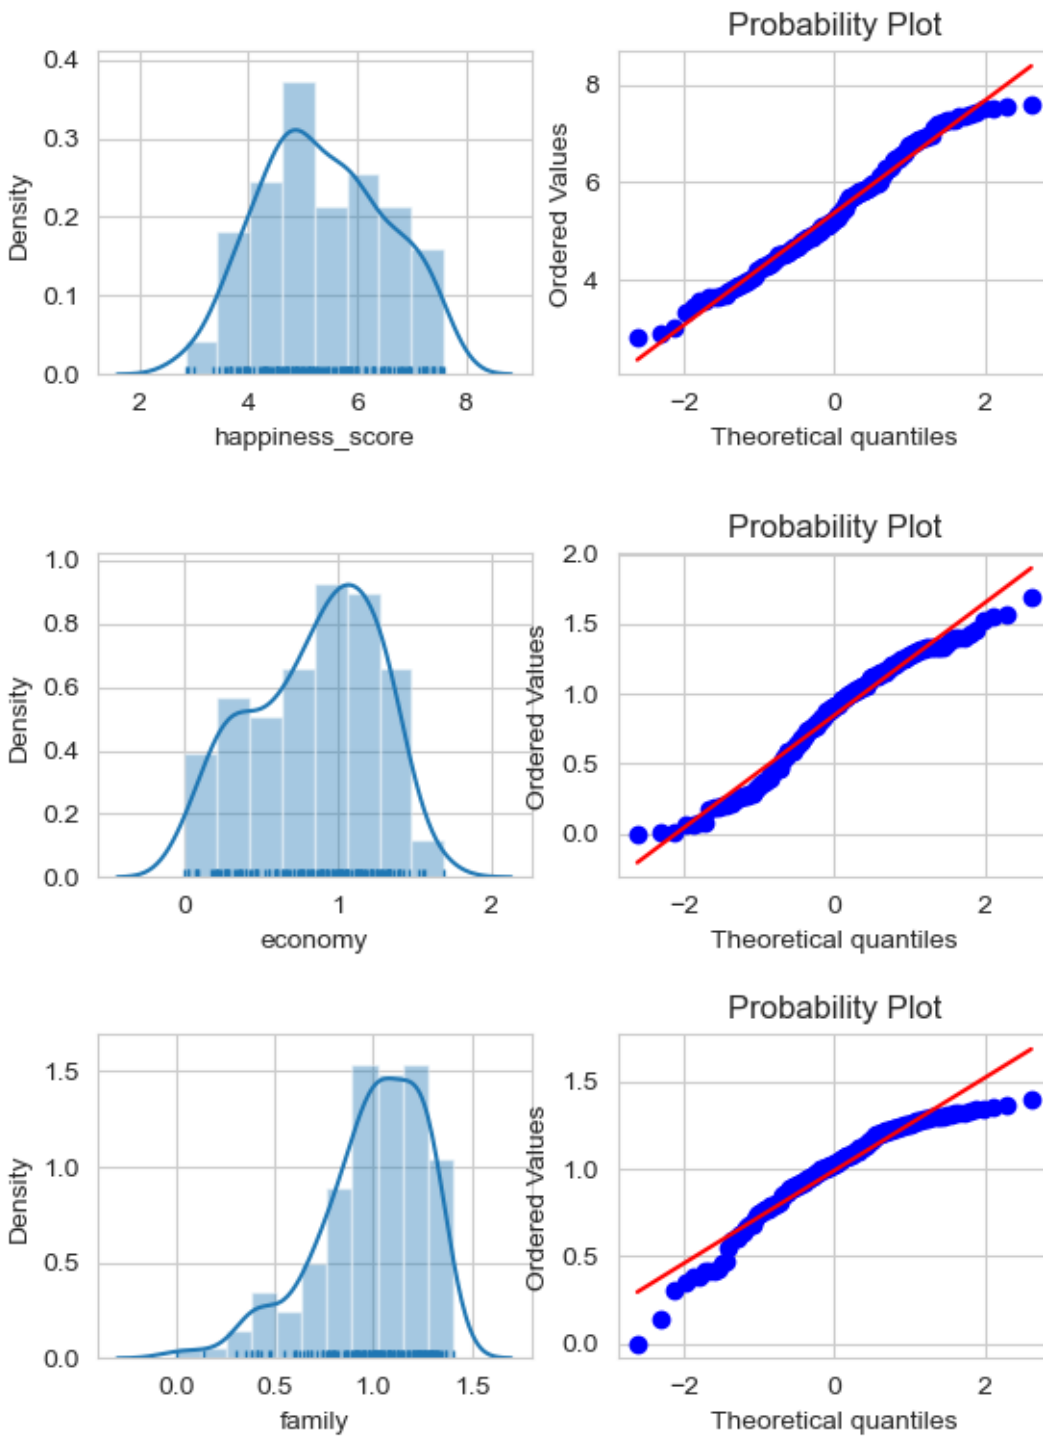 Probability Plot
Density
0.4
0.3
0.2
0.1
0.0
2 4 6 8
happiness_score
Ordered Values
8
6
4
−2 0 2
Theoretical quantiles
Probability Plot
Density
1.0
0.8
0.6
0.4
0.2
0.0
0 1 2
economy
Ordered Values
2.0
1.5
1.0
0.5
0.0
−2 0 2
Theoretical quantiles
Probability Plot
Density
1.5
1.0
0.5
0.0
0.0 0.5 1.0 1.5
family
Ordered Values
1.5
1.0
0.5
0.0
−2 0 2
Theoretical quantiles